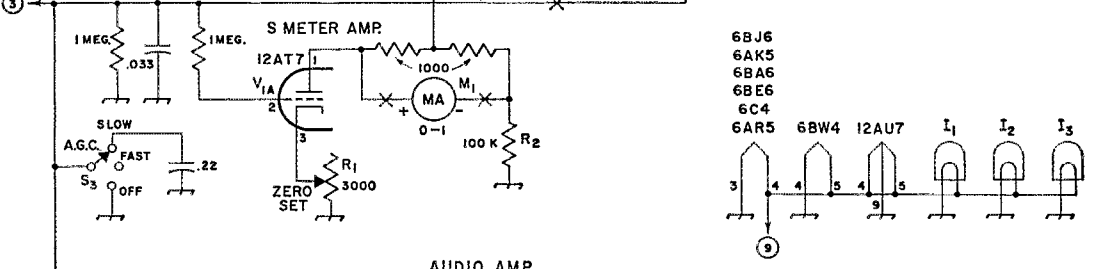 3
S METER AMP.
1 MEG.
.033
1 MEG.
12AT7
1
V1A
2
3
1000
M1
MA
+
-
0-1
100 K
R2
R1
3000
ZERO
SET
A.G.C.
SLOW
FAST
S3
OFF
.22
6BJ6
6AK5
6BA6
6BE6
6C4
6AR5
6BW4
12AU7
I1
I2
I3
3
4
4
5
4
5
9
9
AUDIO AMP